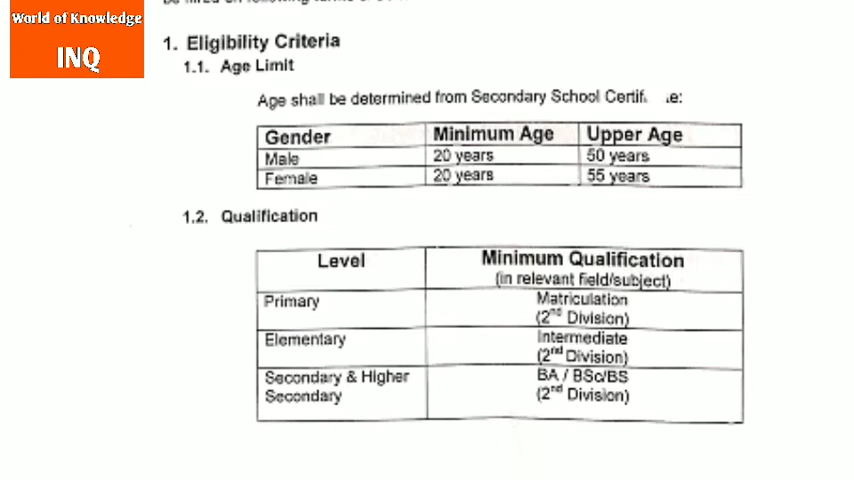 World of Knowledge
INQ
1. Eligibility Criteria
1.1. Age Limit
Age shall be determined from Secondary School
Gender Minimum Age Upper Age
Male 20 years 50 years
Female 20 years 55 years
1.2. Qualification
Level Minimum Qualification
(in relevant field/subject)
Primary Matriculation
(2nd Division)
Elementary Intermediate
(2nd Division)
Secondary & Higher BA / BSc/BS
Secondary (2nd Division)